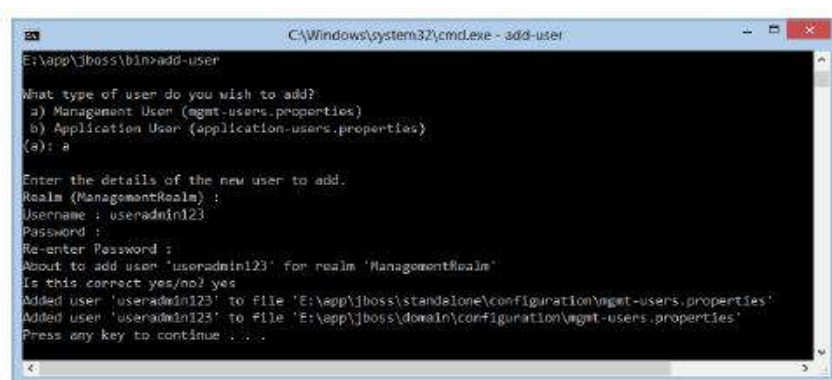 C:\Windows\system32\cmd.exe - add-user
E:\app\jboss\bin>add-user
What type of user do you wish to add?
a) Management User (mgmt-users.properties)
b) Application User (application-users.properties)
(a): a
Enter the details of the new user to add.
Realm (ManagementRealm) :
Username : useradmin123
Password :
Re-enter Password :
About to add user 'useradmin123' for realm 'ManagementRealm'
Is this correct yes/no? yes
Added user 'useradmin123' to file 'E:\app\jboss\standalone\configuration\mgmt-users.properties'
Added user 'useradmin123' to file 'E:\app\jboss\domain\configuration\mgmt-users.properties'
Press any key to continue . . .